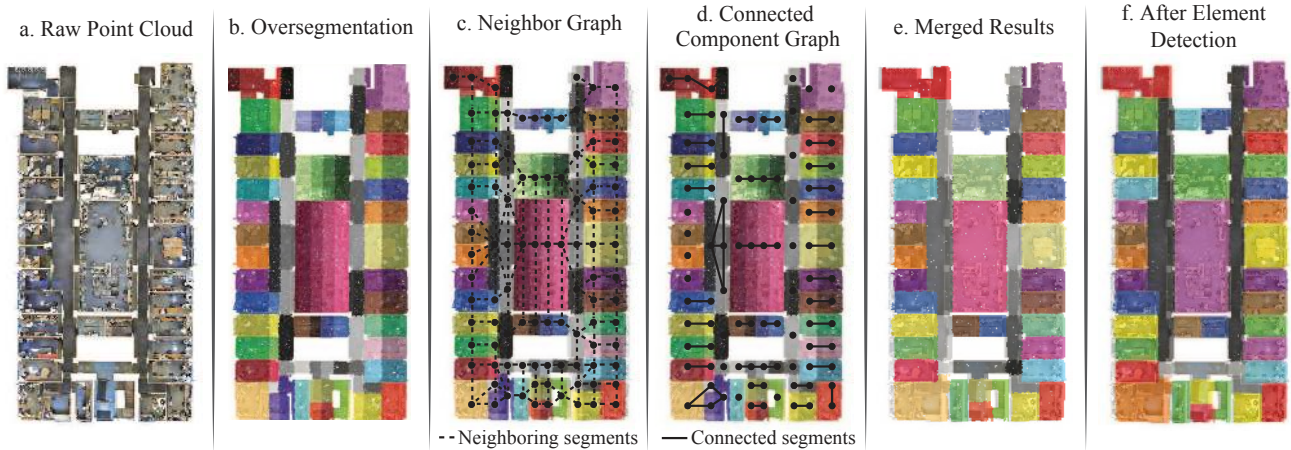 a. Raw Point Cloud
b. Oversegmentation
c. Neighbor Graph
d. Connected
Component Graph
e. Merged Results
f. After Element
Detection
Neighboring segments
Connected segments